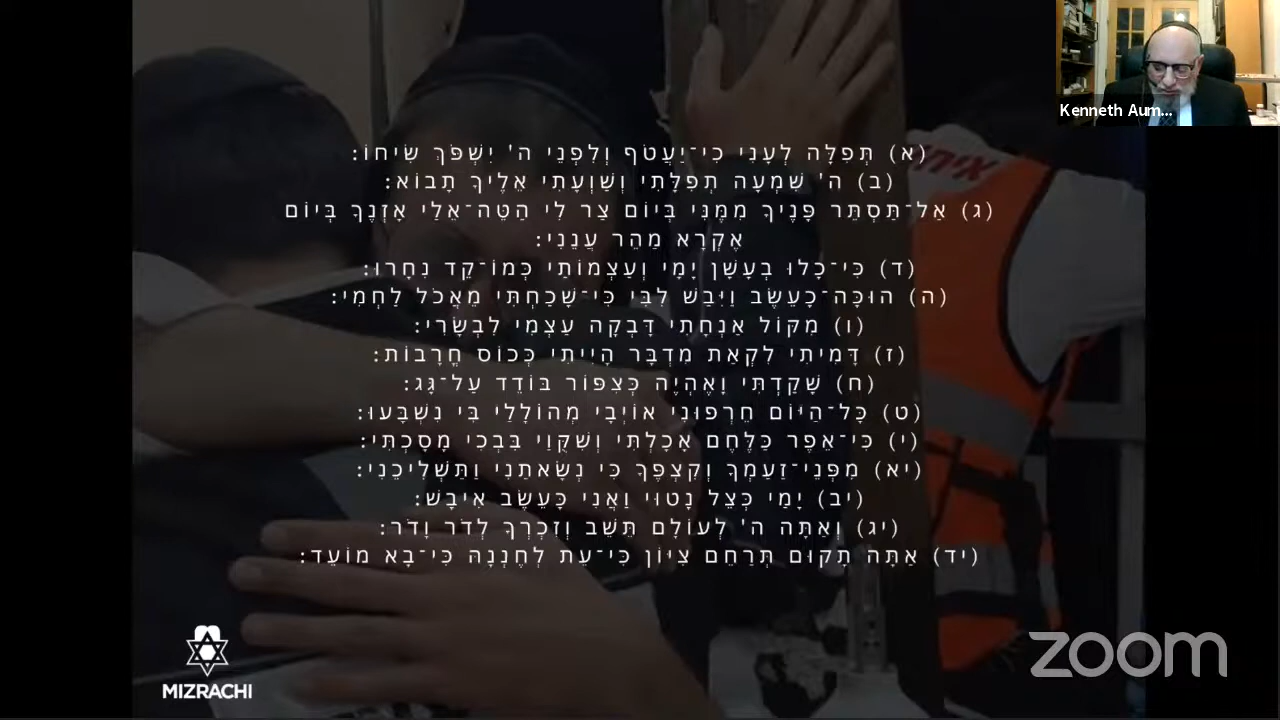 Kenneth Aum...
(א) תְּפִלָּה לְעָנִי כִי־יַעֲטֹף וְלִפְנֵי ה' יִשְׁפֹּךְ שִׂיחוֹ:
(ב) ה' שִׁמְעָה תְפִלָּתִי וְשַׁוְעָתִי אֵלֶיךָ תָבוֹא:
(ג) אַל־תַּסְתֵּר פָּנֶיךָ מִמֶּנִּי בְּיוֹם צַר לִי הַטֵּה־אֵלַי אָזְנֶךָ בְּיוֹם
אֶקְרָא מַהֵר עֲנֵנִי:
(ד) כִּי־כָלוּ בְעָשָׁן יָמָי וְעַצְמוֹתַי כְּמוֹ־קֵד נִחָרוּ:
(ה) הוּכָּה־כָעֵשֶׂב וַיִּבַשׁ לִבִּי כִּי־שָׁכַחְתִּי מֵאֲכֹל לַחְמִי:
(ו) מִקּוֹל אַנְחָתִי דָּבְקָה עַצְמִי לִבְשָׂרִי:
(ז) דָּמִיתִי לִקְאַת מִדְבָּר הָיִיתִי כְּכוֹס חֳרָבוֹת:
(ח) שָׁקַדְתִּי וָאֶהְיֶה כְּצִפּוֹר בּוֹדֵד עַל־גָּג:
(ט) כָּל־הַיּוֹם חֵרְפוּנִי אוֹיְבָי מְהוֹלָלַי בִּי נִשְׁבָּעוּ:
(י) כִּי־אֵפֶר כַּלֶּחֶם אָכָלְתִּי וְשִׁקֻּוַי בִּבְכִי מָסָכְתִּי:
(יא) מִפְּנֵי־זַעַמְךָ וְקִצְפֶּךָ כִּי נְשָׂאתַנִי וַתַּשְׁלִיכֵנִי:
(יב) יָמַי כְּצֵל נָטוּי וַאֲנִי כָּעֵשֶׂב אִיבָשׁ:
(יג) וְאַתָּה ה' לְעוֹלָם תֵּשֵׁב וְזִכְרְךָ לְדֹר וָדֹר:
(יד) אַתָּה תָקוּם תְּרַחֵם צִיּוֹן כִּי־עֵת לְחֶנְנָהּ כִּי־בָא מוֹעֵד:
MIZRACHI
zoom